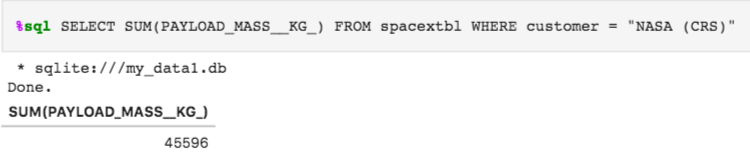 %sql SELECT SUM(PAYLOAD_MASS__KG_) FROM spacextbl WHERE customer = "NASA (CRS)"
* sqlite:///my_data1.db
Done.
SUM(PAYLOAD_MASS__KG_)
45596